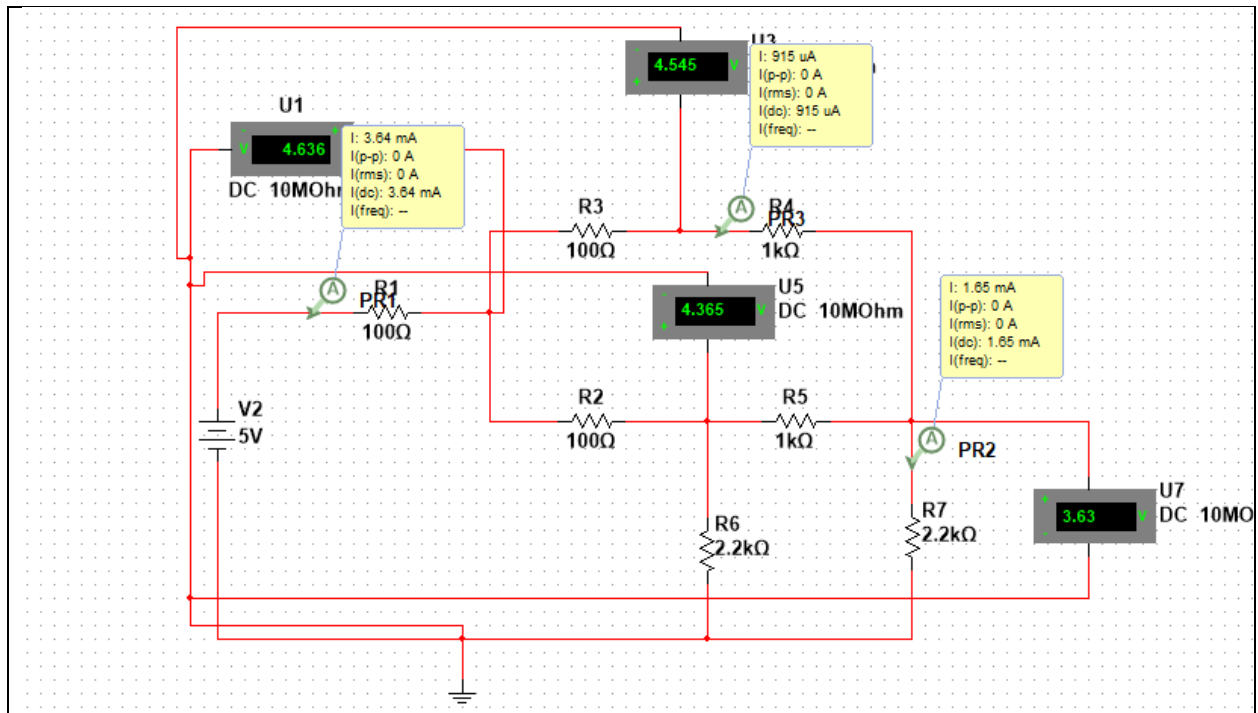 U3
4.545 V
I: 915 uA
I(p-p): 0 A
I(rms): 0 A
I(dc): 915 uA
I(freq): --
U1
V 4.636
DC 10MOhm
I: 3.64 mA
I(p-p): 0 A
I(rms): 0 A
I(dc): 3.64 mA
I(freq): --
R3
100Ω
A
R4
PR3
1kΩ
A
R1
PR1
100Ω
U5
4.365 V
DC 10MOhm
I: 1.65 mA
I(p-p): 0 A
I(rms): 0 A
I(dc): 1.65 mA
I(freq): --
V2
5V
R2
100Ω
R5
1kΩ
A
PR2
R6
2.2kΩ
R7
2.2kΩ
U7
3.63 V
DC 10MO